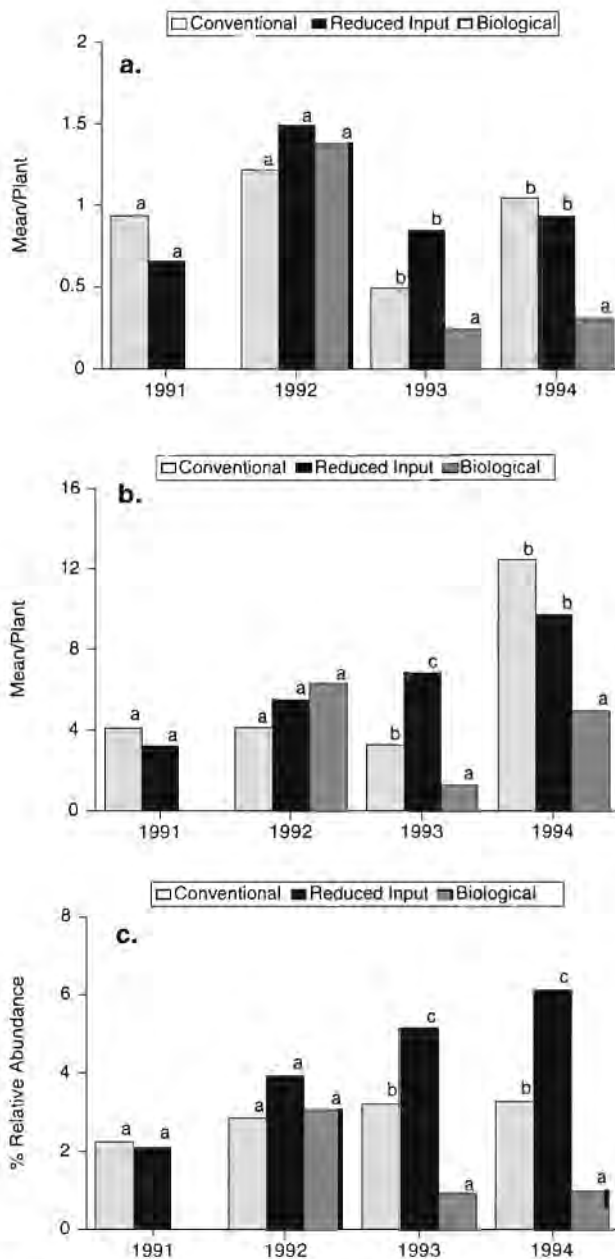 Conventional Reduced Input Biological
a.
2
1.5
1
0.5
0
Mean/Plant
a a
a a a
b b a
b b a
1991 1992 1993 1994
Conventional Reduced Input Biological
b.
16
12
8
4
0
Mean/Plant
a a
a a a
b c a
b b a
1991 1992 1993 1994
Conventional Reduced Input Biological
c.
8
6
4
2
0
% Relative Abundance
a a
a a a
b c a
b c a
1991 1992 1993 1994